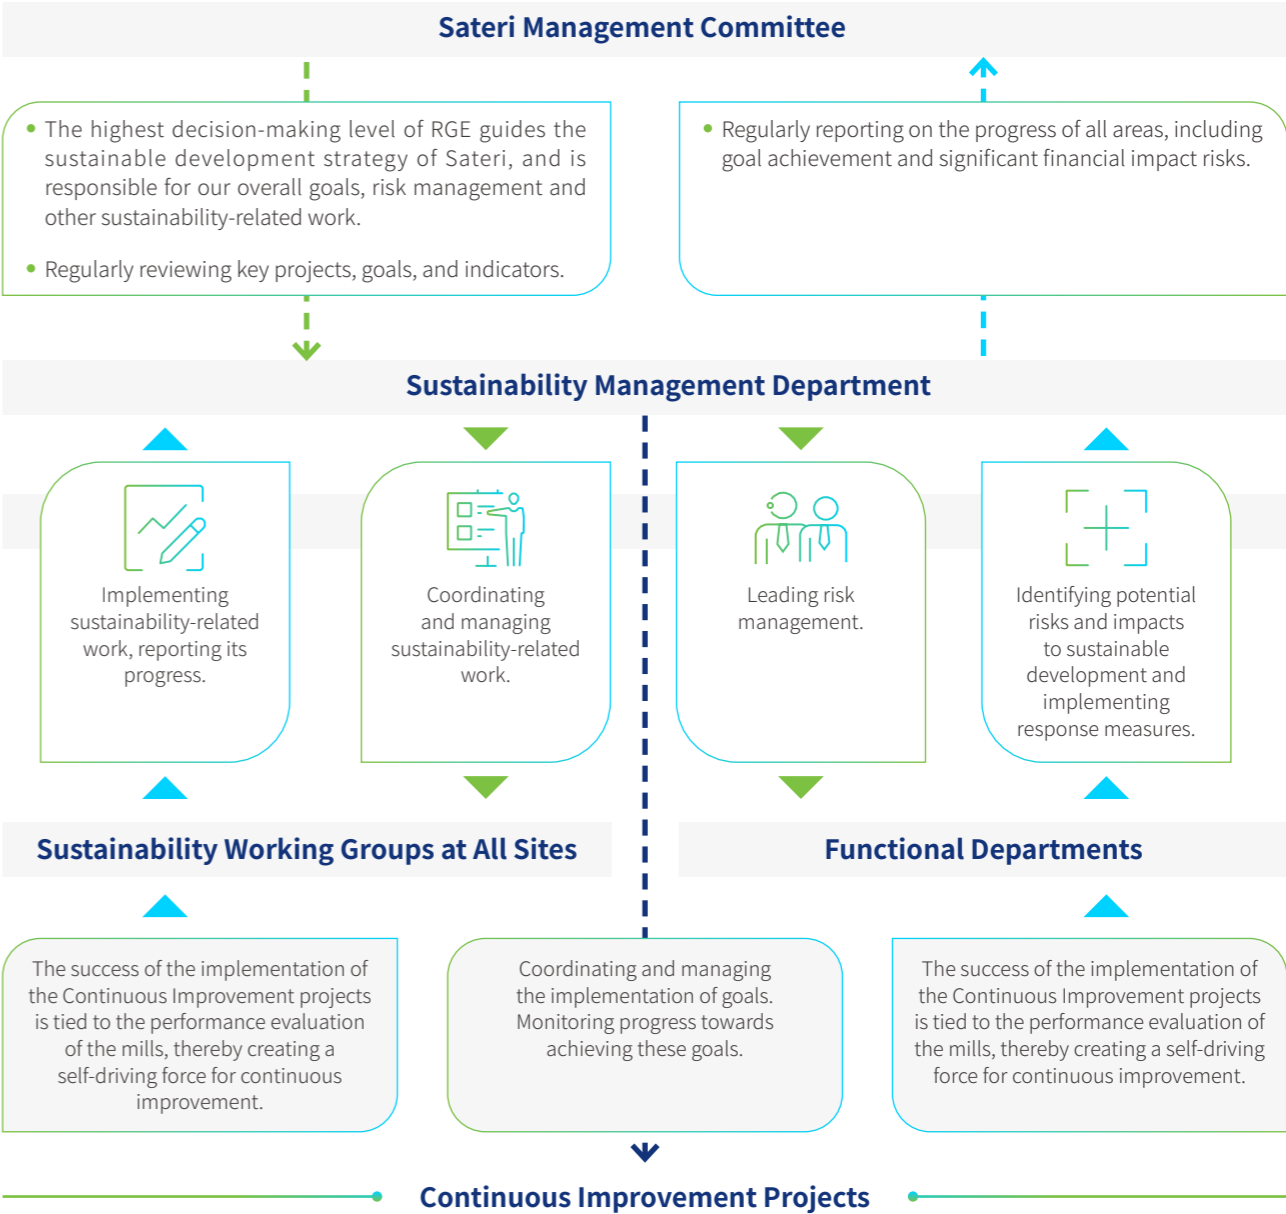 Sateri Management Committee
• The highest decision-making level of RGE guides the
sustainable development strategy of Sateri, and is
responsible for our overall goals, risk management and
other sustainability-related work.
• Regularly reviewing key projects, goals, and indicators.
• Regularly reporting on the progress of all areas, including
goal achievement and significant financial impact risks.
Sustainability Management Department
Implementing
sustainability-related
work, reporting its
progress.
Coordinating
and managing
sustainability-related
work.
Leading risk
management.
Identifying potential
risks and impacts
to sustainable
development and
implementing
response measures.
Sustainability Working Groups at All Sites
Functional Departments
The success of the implementation of
the Continuous Improvement projects
is tied to the performance evaluation
of the mills, thereby creating a
self-driving force for continuous
improvement.
Coordinating and managing
the implementation of goals.
Monitoring progress towards
achieving these goals.
The success of the implementation of
the Continuous Improvement projects
is tied to the performance evaluation of
the mills, thereby creating a self-driving
force for continuous improvement.
Continuous Improvement Projects